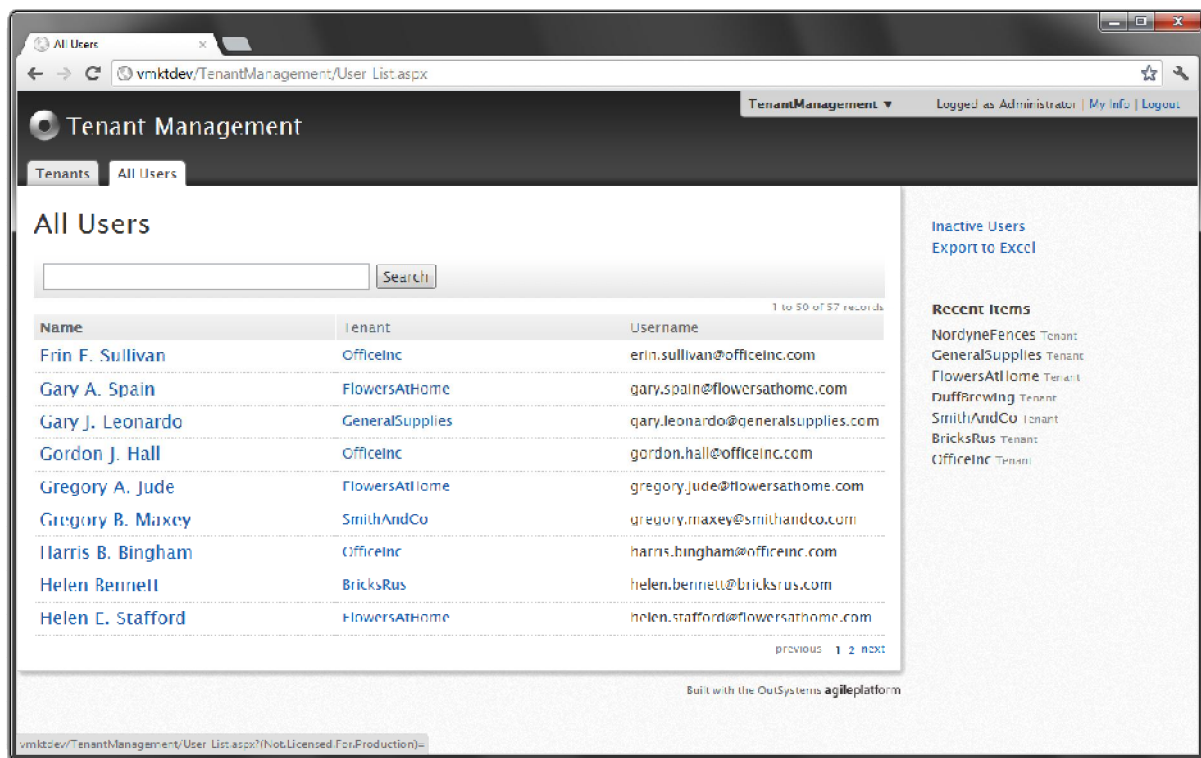 All Users
vmktdev/TenantManagement/User_List.aspx
TenantManagement ▼ Logged as Administrator | My Info | Logout
Tenant Management
Tenants All Users
All Users
Inactive Users
Export to Excel
Search
1 to 50 of 57 records
Name Tenant Username
Erin E. Sullivan OfficeInc erin.sullivan@officeinc.com
Gary A. Spain FlowersAtHome gary.spain@flowersathome.com
Gary J. Leonardo GeneralSupplies gary.leonardo@generalsupplies.com
Gordon J. Hall OfficeInc gordon.hall@officeinc.com
Gregory A. Jude FlowersAtHome gregory.jude@flowersathome.com
Gregory B. Maxey SmithAndCo gregory.maxey@smithandco.com
Harris B. Bingham OfficeInc harris.bingham@officeinc.com
Helen Bennett BricksRus helen.bennett@bricksrus.com
Helen E. Stafford FlowersAtHome helen.stafford@flowersathome.com
previous 1 2 next
Recent Items
NordyneFences Tenant
GeneralSupplies Tenant
FlowersAtHome Tenant
DuffBrewing Tenant
SmithAndCo Tenant
BricksRus Tenant
OfficeInc Tenant
Built with the OutSystems agileplatform
vmktdev/TenantManagement/User_List.aspx?(Not.Licensed.For.Production)=